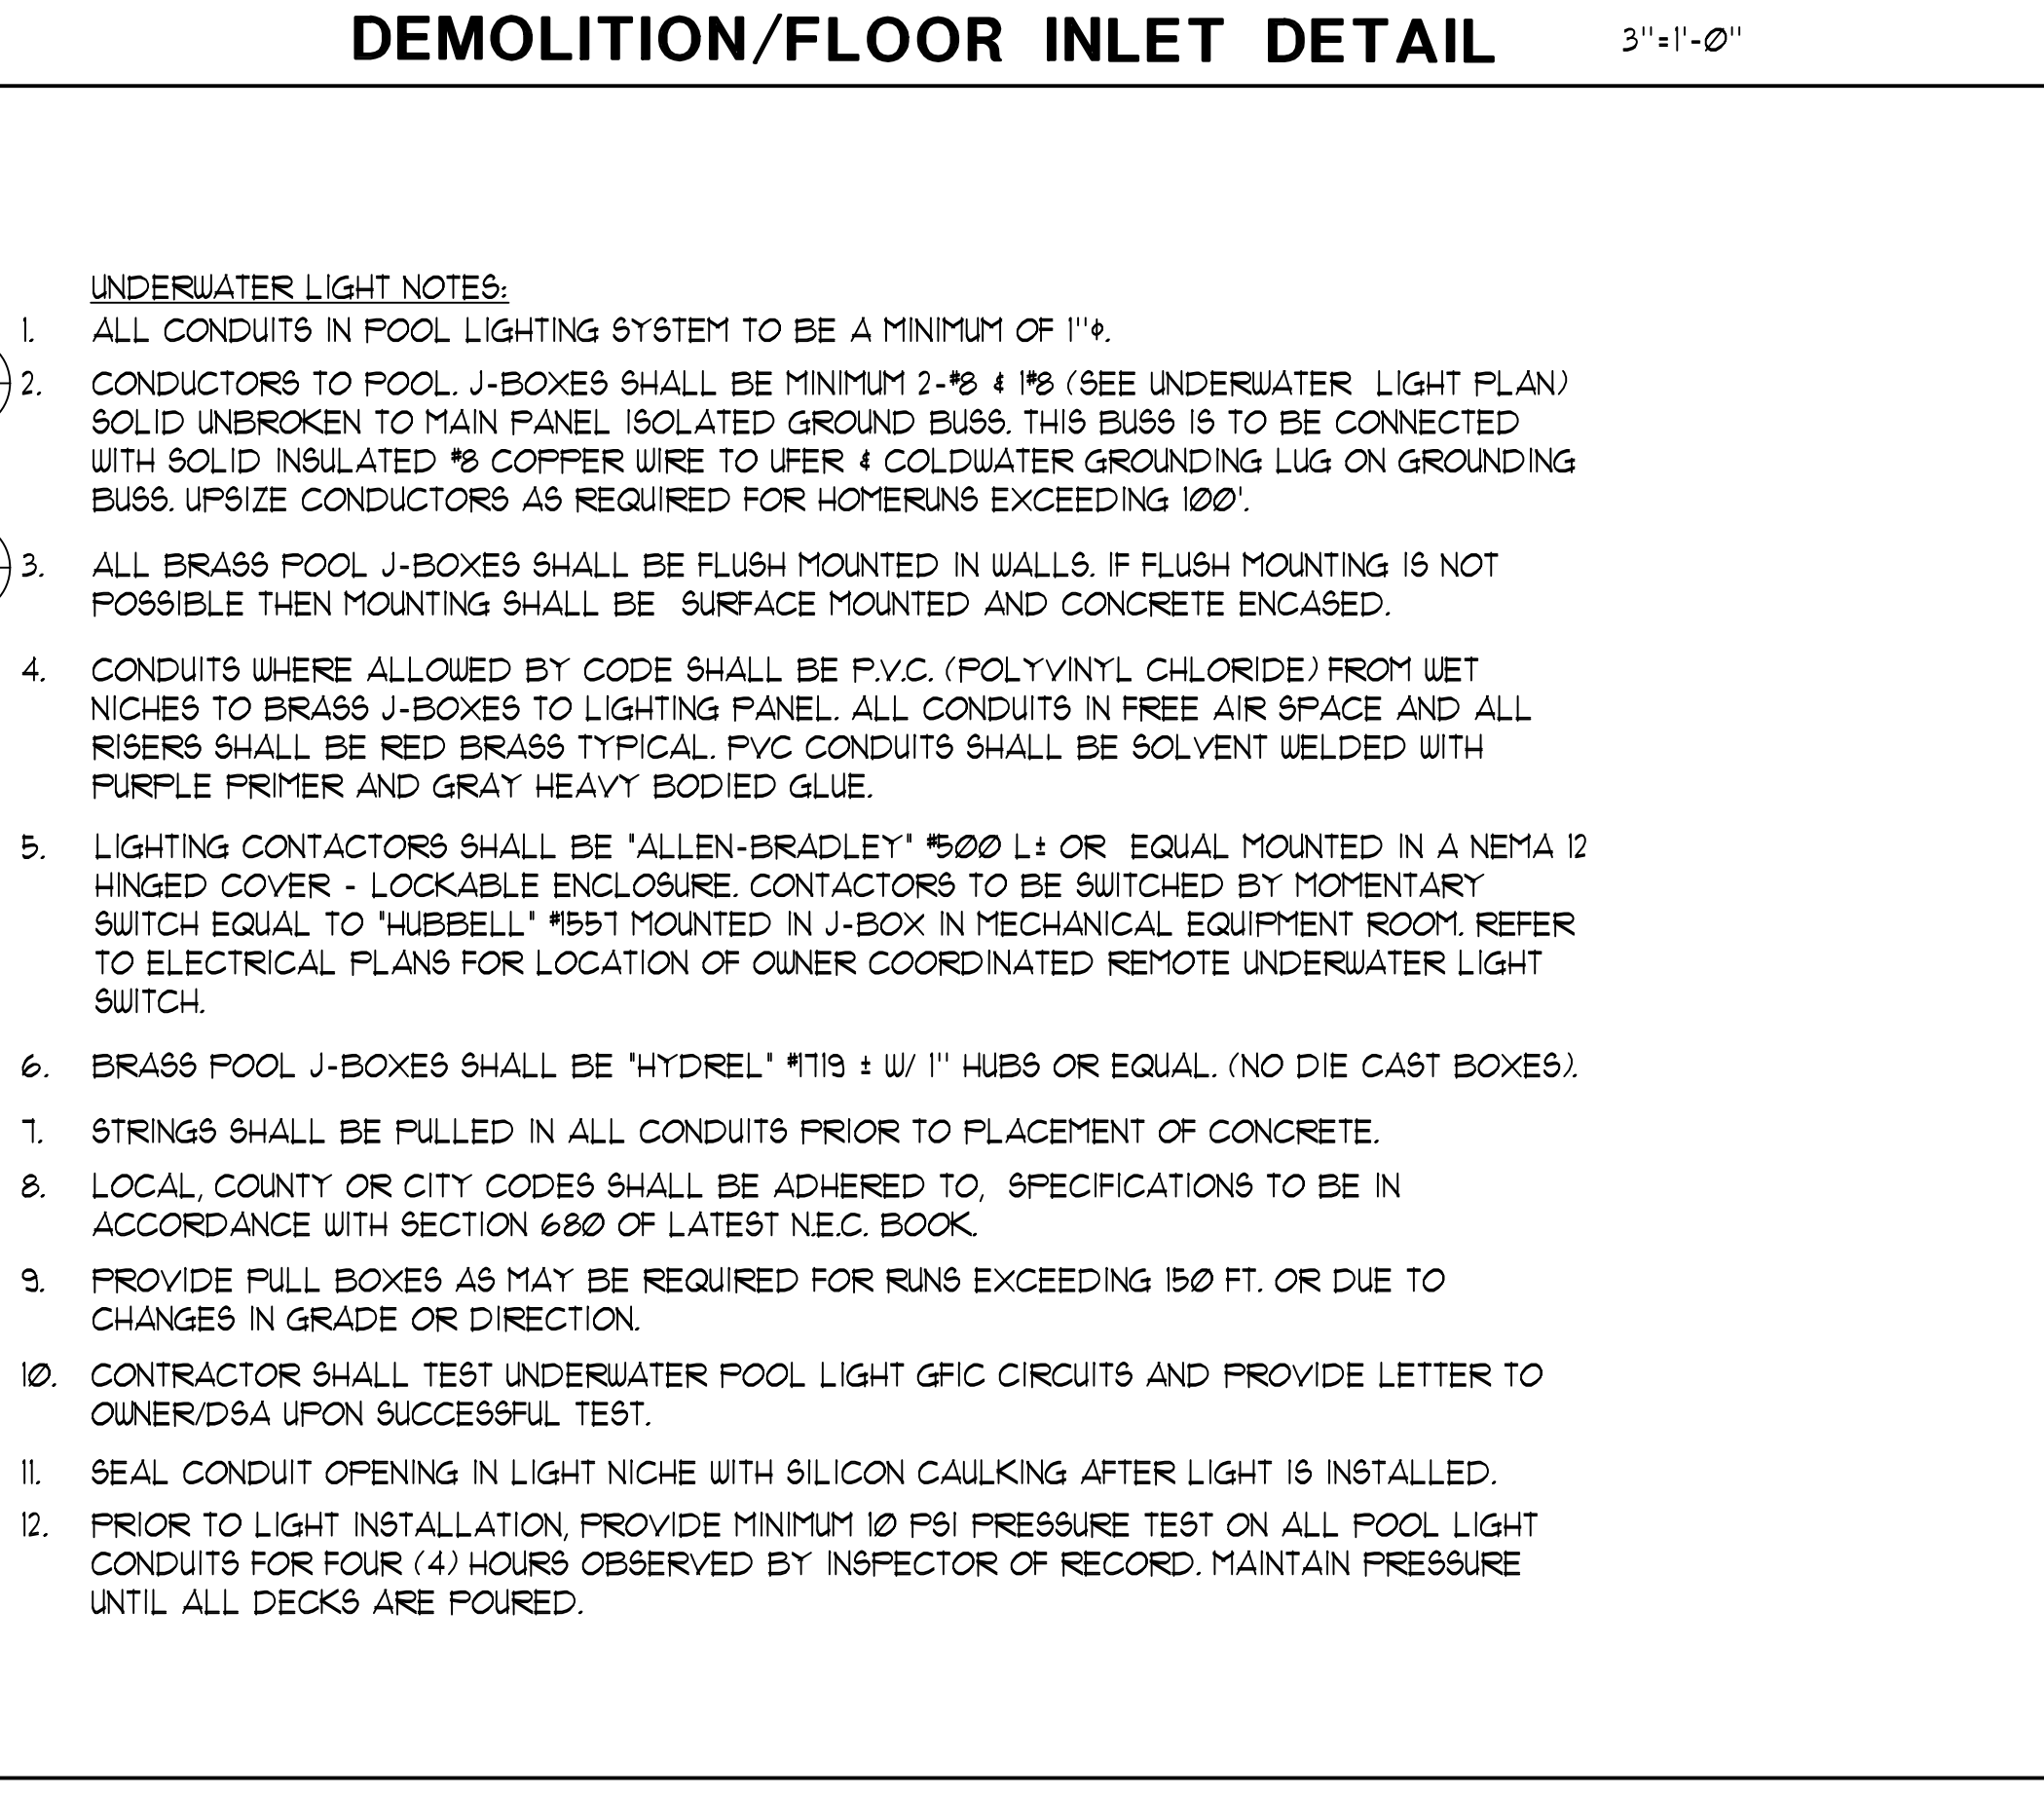 DEMOLITION/FLOOR INLET DETAIL 3"=1'-0"
UNDERWATER LIGHT NOTES:
1. ALL CONDUITS IN POOL LIGHTING SYSTEM TO BE A MINIMUM OF 1"ϕ.
2. CONDUCTORS TO POOL. J-BOXES SHALL BE MINIMUM 2-#8 & 1#8 (SEE UNDERWATER LIGHT PLAN)
SOLID UNBROKEN TO MAIN PANEL ISOLATED GROUND BUSS. THIS BUSS IS TO BE CONNECTED
WITH SOLID INSULATED #8 COPPER WIRE TO UFER & COLDWATER GROUNDING LUG ON GROUNDING
BUSS. UPSIZE CONDUCTORS AS REQUIRED FOR HOMERUNS EXCEEDING 100'.
3. ALL BRASS POOL J-BOXES SHALL BE FLUSH MOUNTED IN WALLS. IF FLUSH MOUNTING IS NOT
POSSIBLE THEN MOUNTING SHALL BE SURFACE MOUNTED AND CONCRETE ENCASED.
4. CONDUITS WHERE ALLOWED BY CODE SHALL BE P.V.C. (POLYVINYL CHLORIDE) FROM WET
NICHES TO BRASS J-BOXES TO LIGHTING PANEL. ALL CONDUITS IN FREE AIR SPACE AND ALL
RISERS SHALL BE RED BRASS TYPICAL. PVC CONDUITS SHALL BE SOLVENT WELDED WITH
PURPLE PRIMER AND GRAY HEAVY BODIED GLUE.
5. LIGHTING CONTACTORS SHALL BE "ALLEN-BRADLEY" #500 L± OR EQUAL MOUNTED IN A NEMA 12
HINGED COVER - LOCKABLE ENCLOSURE. CONTACTORS TO BE SWITCHED BY MOMENTARY
SWITCH EQUAL TO "HUBBELL" #1557 MOUNTED IN J-BOX IN MECHANICAL EQUIPMENT ROOM. REFER
TO ELECTRICAL PLANS FOR LOCATION OF OWNER COORDINATED REMOTE UNDERWATER LIGHT
SWITCH.
6. BRASS POOL J-BOXES SHALL BE "HYDREL" #7719 ± W/ 1" HUBS OR EQUAL. (NO DIE CAST BOXES).
7. STRINGS SHALL BE PULLED IN ALL CONDUITS PRIOR TO PLACEMENT OF CONCRETE.
8. LOCAL, COUNTY OR CITY CODES SHALL BE ADHERED TO, SPECIFICATIONS TO BE IN
ACCORDANCE WITH SECTION 680 OF LATEST N.E.C. BOOK.
9. PROVIDE PULL BOXES AS MAY BE REQUIRED FOR RUNS EXCEEDING 150 FT. OR DUE TO
CHANGES IN GRADE OR DIRECTION.
10. CONTRACTOR SHALL TEST UNDERWATER POOL LIGHT GFIC CIRCUITS AND PROVIDE LETTER TO
OWNER/DSA UPON SUCCESSFUL TEST.
11. SEAL CONDUIT OPENING IN LIGHT NICHE WITH SILICON CAULKING AFTER LIGHT IS INSTALLED.
12. PRIOR TO LIGHT INSTALLATION, PROVIDE MINIMUM 10 PSI PRESSURE TEST ON ALL POOL LIGHT
CONDUITS FOR FOUR (4) HOURS OBSERVED BY INSPECTOR OF RECORD. MAINTAIN PRESSURE
UNTIL ALL DECKS ARE POURED.